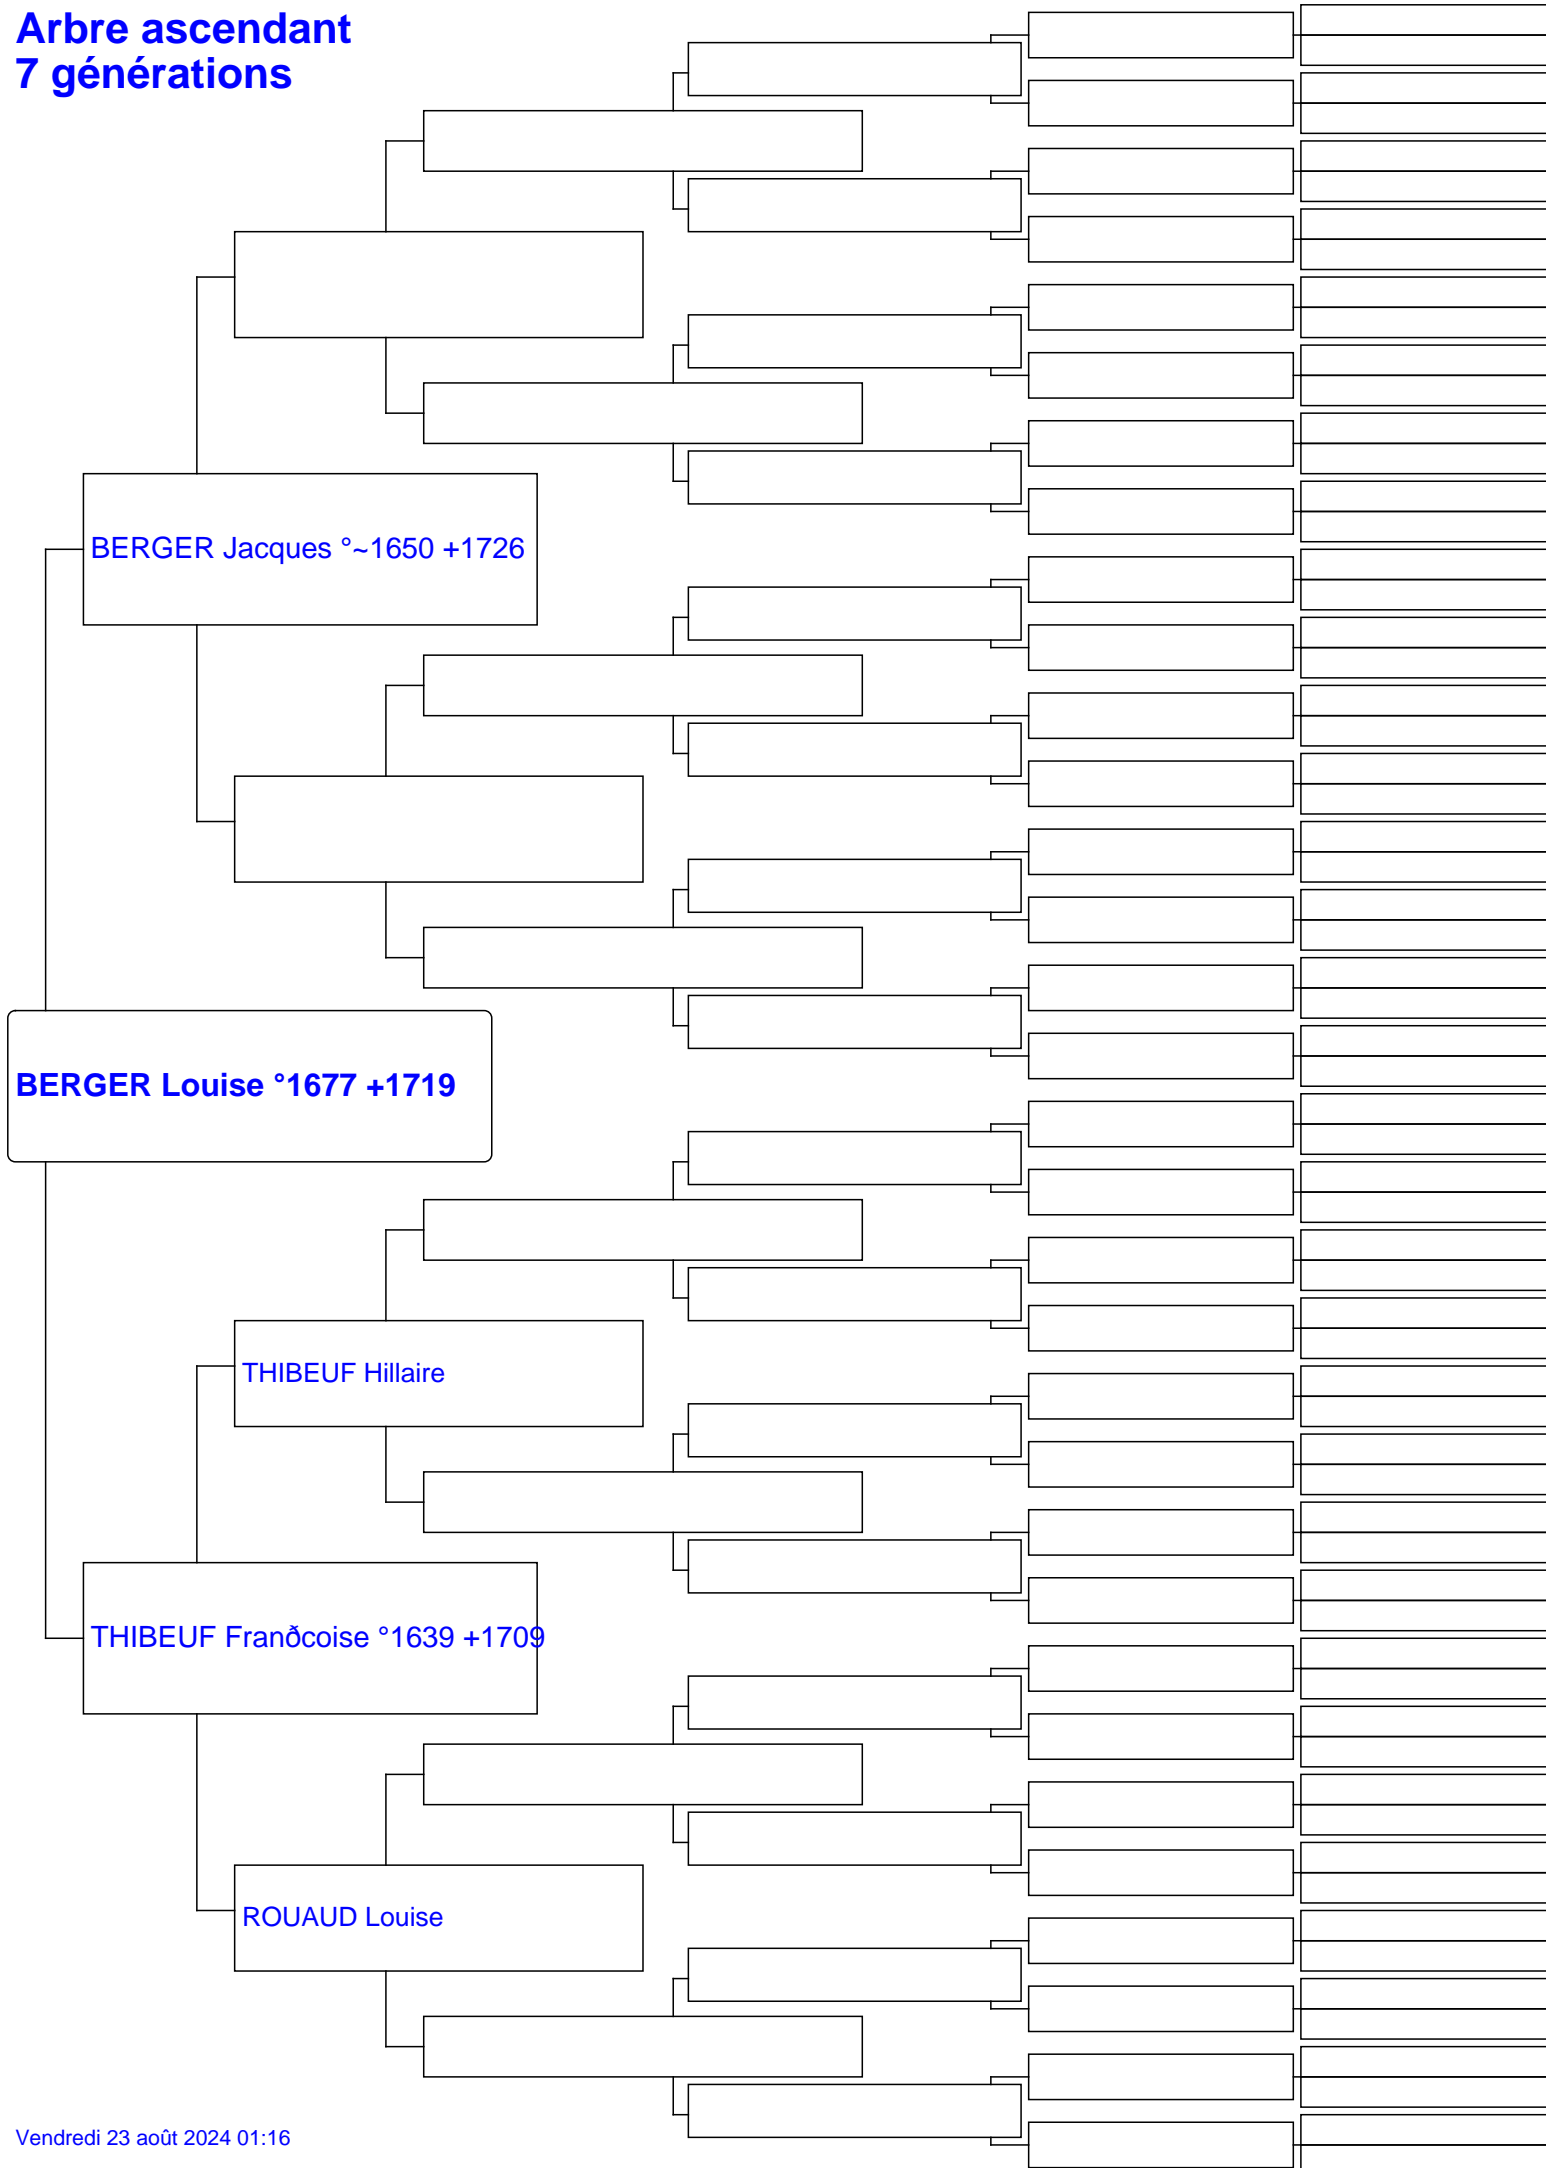 Arbre ascendant
7 générations
BERGER Jacques °~1650 +1726
BERGER Louise °1677 +1719
THIBEUF Hillaire
THIBEUF Franðcoise °1639 +1709
ROUAUD Louise
Vendredi 23 août 2024 01:16